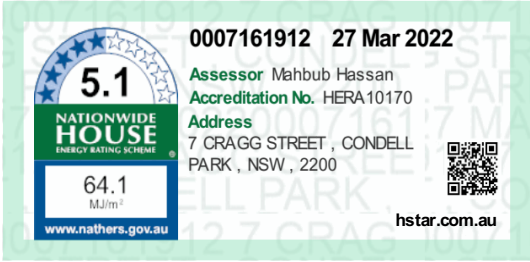 0007161912 27 Mar 2022
5.1
Assessor Mahbub Hassan
Accreditation No. HERA10170
NATIONWIDE
HOUSE
ENERGY RATING SCHEME ®
Address
7 CRAGG STREET , CONDELL
PARK , NSW , 2200
64.1
MJ/m²
www.nathers.gov.au
hstar.com.au